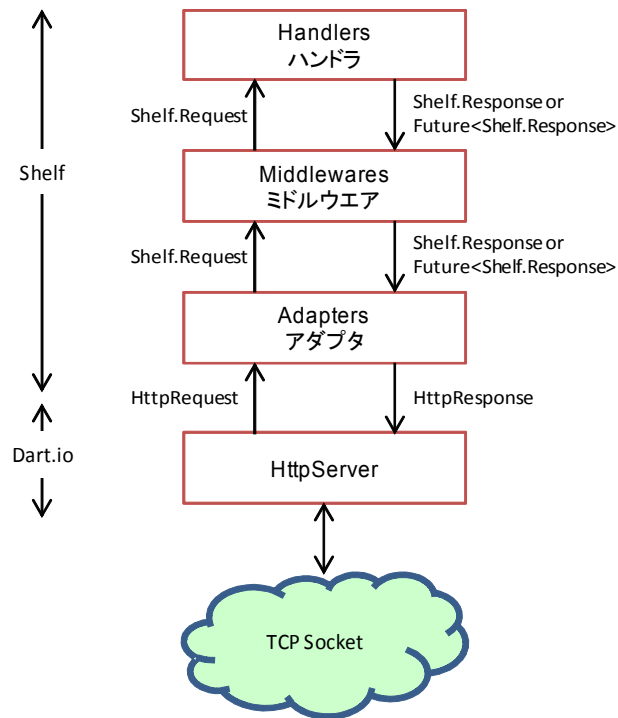 Handlers
ハンドラ
Shelf.Request
Shelf.Response or
Future<Shelf.Response>
Shelf
Middlewares
ミドルウエア
Shelf.Request
Shelf.Response or
Future<Shelf.Response>
Adapters
アダプタ
HttpRequest
HttpResponse
Dart.io
HttpServer
TCP Socket